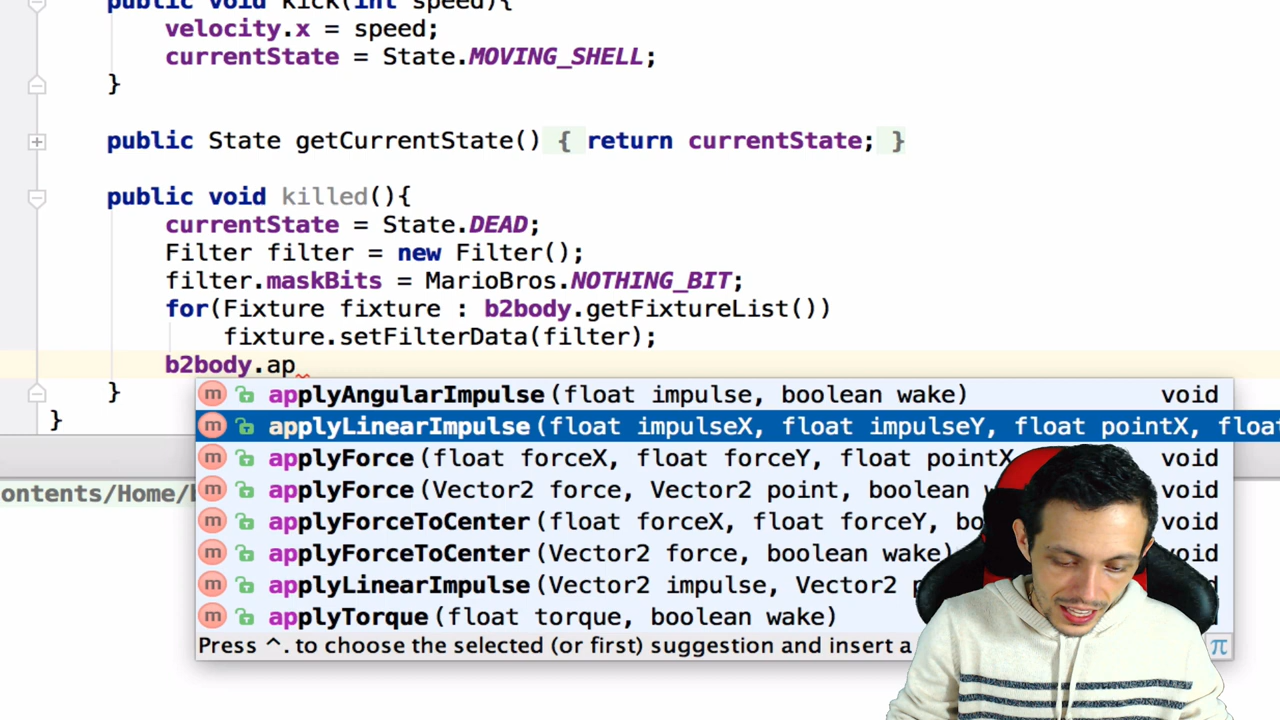 public void kick(int speed){
velocity.x = speed;
currentState = State.MOVING_SHELL;
}
public State getCurrentState() { return currentState; }
public void killed(){
currentState = State.DEAD;
Filter filter = new Filter();
filter.maskBits = MarioBros.NOTHING_BIT;
for(Fixture fixture : b2body.getFixtureList())
fixture.setFilterData(filter);
b2body.ap
}
}
m applyAngularImpulse(float impulse, boolean wake) void
m applyLinearImpulse(float impulseX, float impulseY, float pointX, floa
m applyForce(float forceX, float forceY, float pointX void
m applyForce(Vector2 force, Vector2 point, boolean void
m applyForceToCenter(float forceX, float forceY, bo void
m applyForceToCenter(Vector2 force, boolean wake) void
m applyLinearImpulse(Vector2 impulse, Vector2 p
m applyTorque(float torque, boolean wake)
Press ^. to choose the selected (or first) suggestion and insert a π
ontents/Home/